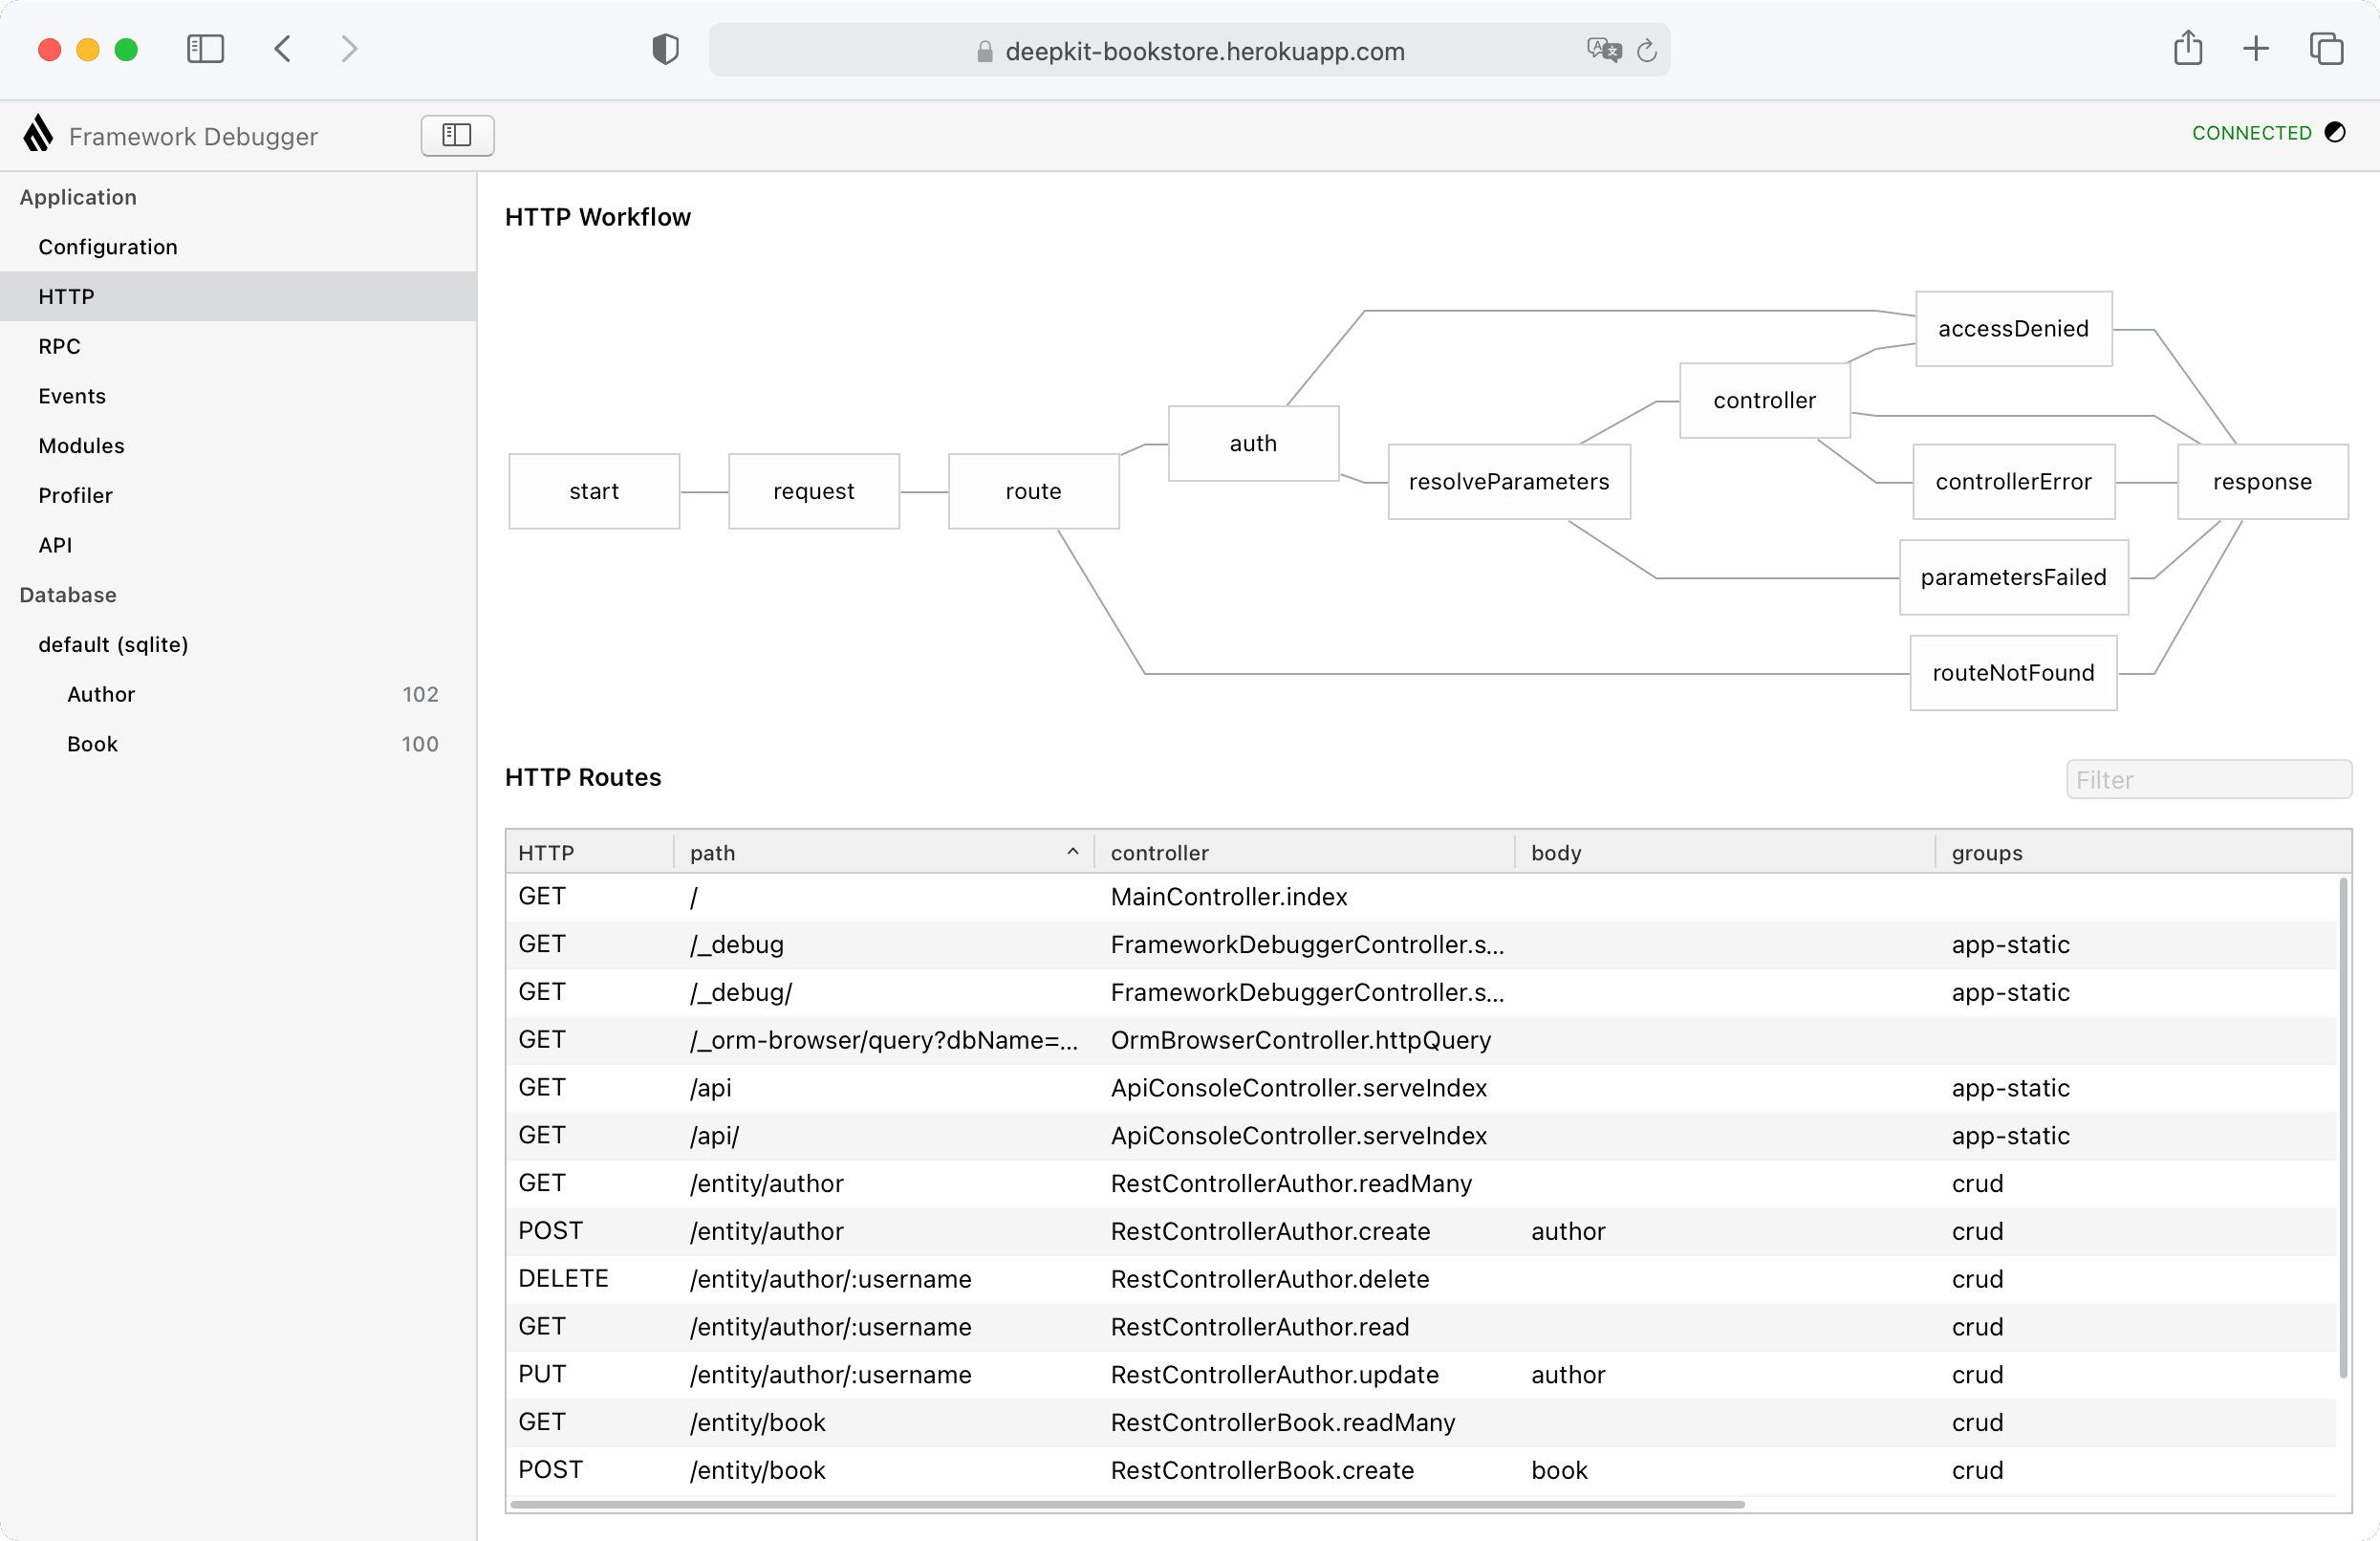 deepkit-bookstore.herokuapp.com
Framework Debugger
CONNECTED
Application
Configuration
HTTP
RPC
Events
Modules
Profiler
API
Database
default (sqlite)
Author 102
Book 100
HTTP Workflow
accessDenied
controller
auth
resolveParameters
controllerError
response
start
request
route
parametersFailed
routeNotFound
HTTP Routes
Filter
HTTP path controller body groups
GET / MainController.index
GET /_debug FrameworkDebuggerController.s... app-static
GET /_debug/ FrameworkDebuggerController.s... app-static
GET /_orm-browser/query?dbName=... OrmBrowserController.httpQuery
GET /api ApiConsoleController.serveIndex app-static
GET /api/ ApiConsoleController.serveIndex app-static
GET /entity/author RestControllerAuthor.readMany crud
POST /entity/author RestControllerAuthor.create author crud
DELETE /entity/author/:username RestControllerAuthor.delete crud
GET /entity/author/:username RestControllerAuthor.read crud
PUT /entity/author/:username RestControllerAuthor.update author crud
GET /entity/book RestControllerBook.readMany crud
POST /entity/book RestControllerBook.create book crud